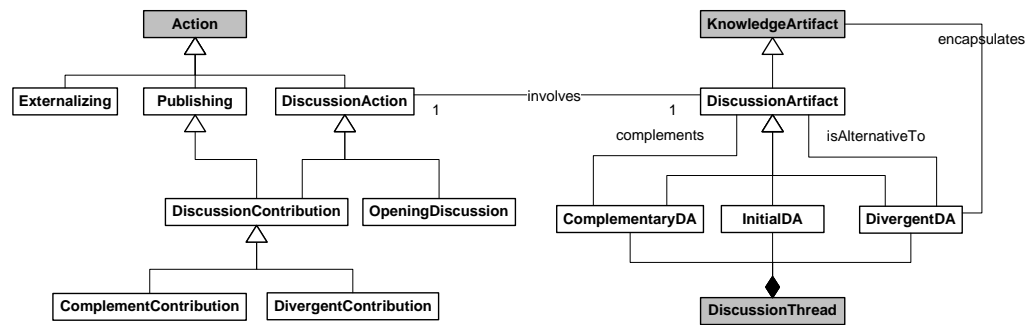 Action
KnowledgeArtifact
encapsulates
Externalizing
Publishing
DiscussionAction
involves
DiscussionArtifact
1
1
complements
isAlternativeTo
DiscussionContribution
OpeningDiscussion
ComplementaryDA
InitialDA
DivergentDA
ComplementContribution
DivergentContribution
DiscussionThread